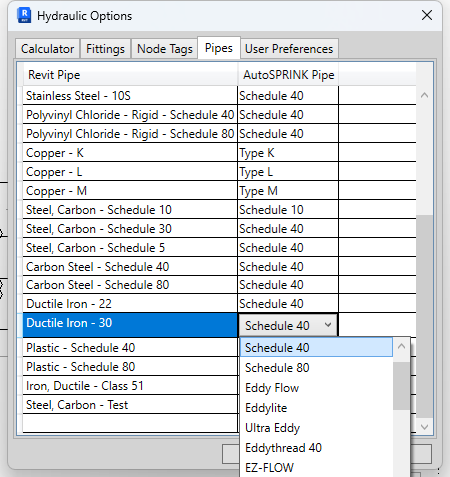 Hydraulic Options
Calculator Fittings Node Tags Pipes User Preferences
Revit Pipe AutoSPRINK Pipe
Stainless Steel - 10S Schedule 40
Polyvinyl Chloride - Rigid - Schedule 40 Schedule 40
Polyvinyl Chloride - Rigid - Schedule 80 Schedule 40
Copper - K Type K
Copper - L Type L
Copper - M Type M
Steel, Carbon - Schedule 10 Schedule 10
Steel, Carbon - Schedule 30 Schedule 40
Steel, Carbon - Schedule 5 Schedule 40
Carbon Steel - Schedule 40 Schedule 40
Carbon Steel - Schedule 80 Schedule 40
Ductile Iron - 22 Schedule 40
Ductile Iron - 30 Schedule 40
Plastic - Schedule 40 Schedule 40
Plastic - Schedule 80 Schedule 80
Iron, Ductile - Class 51 Eddy Flow
Steel, Carbon - Test Eddylite
Ultra Eddy
Eddythread 40
EZ-FLOW